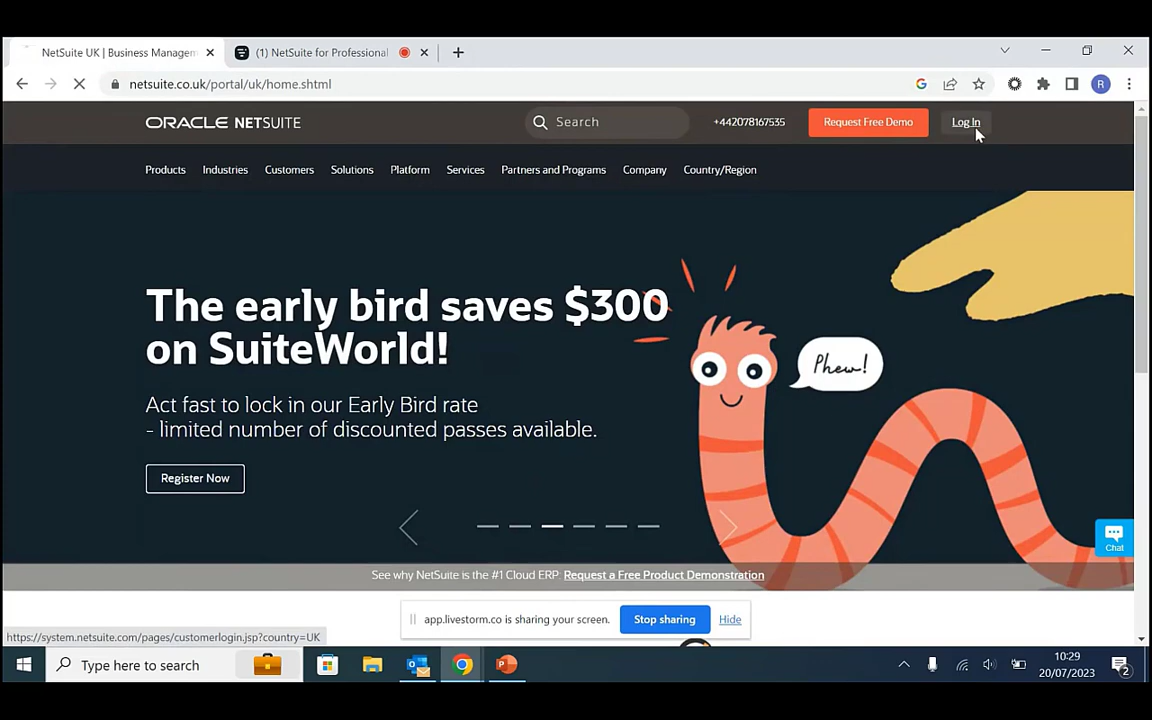 NetSuite UK | Business Managem
(1) NetSuite for Professional
netsuite.co.uk/portal/uk/home.shtml
R
ORACLE NETSUITE
Search
+442078167535
Request Free Demo
Log In
Products
Industries
Customers
Solutions
Platform
Services
Partners and Programs
Company
Country/Region
The early bird saves $300
on SuiteWorld!
Phew!
Act fast to lock in our Early Bird rate
- limited number of discounted passes available.
Register Now
Chat
See why NetSuite is the #1 Cloud ERP: Request a Free Product Demonstration
app.livestorm.co is sharing your screen.
Stop sharing
Hide
https://system.netsuite.com/pages/customerlogin.jsp?country=UK
Type here to search
10:29
20/07/2023
2